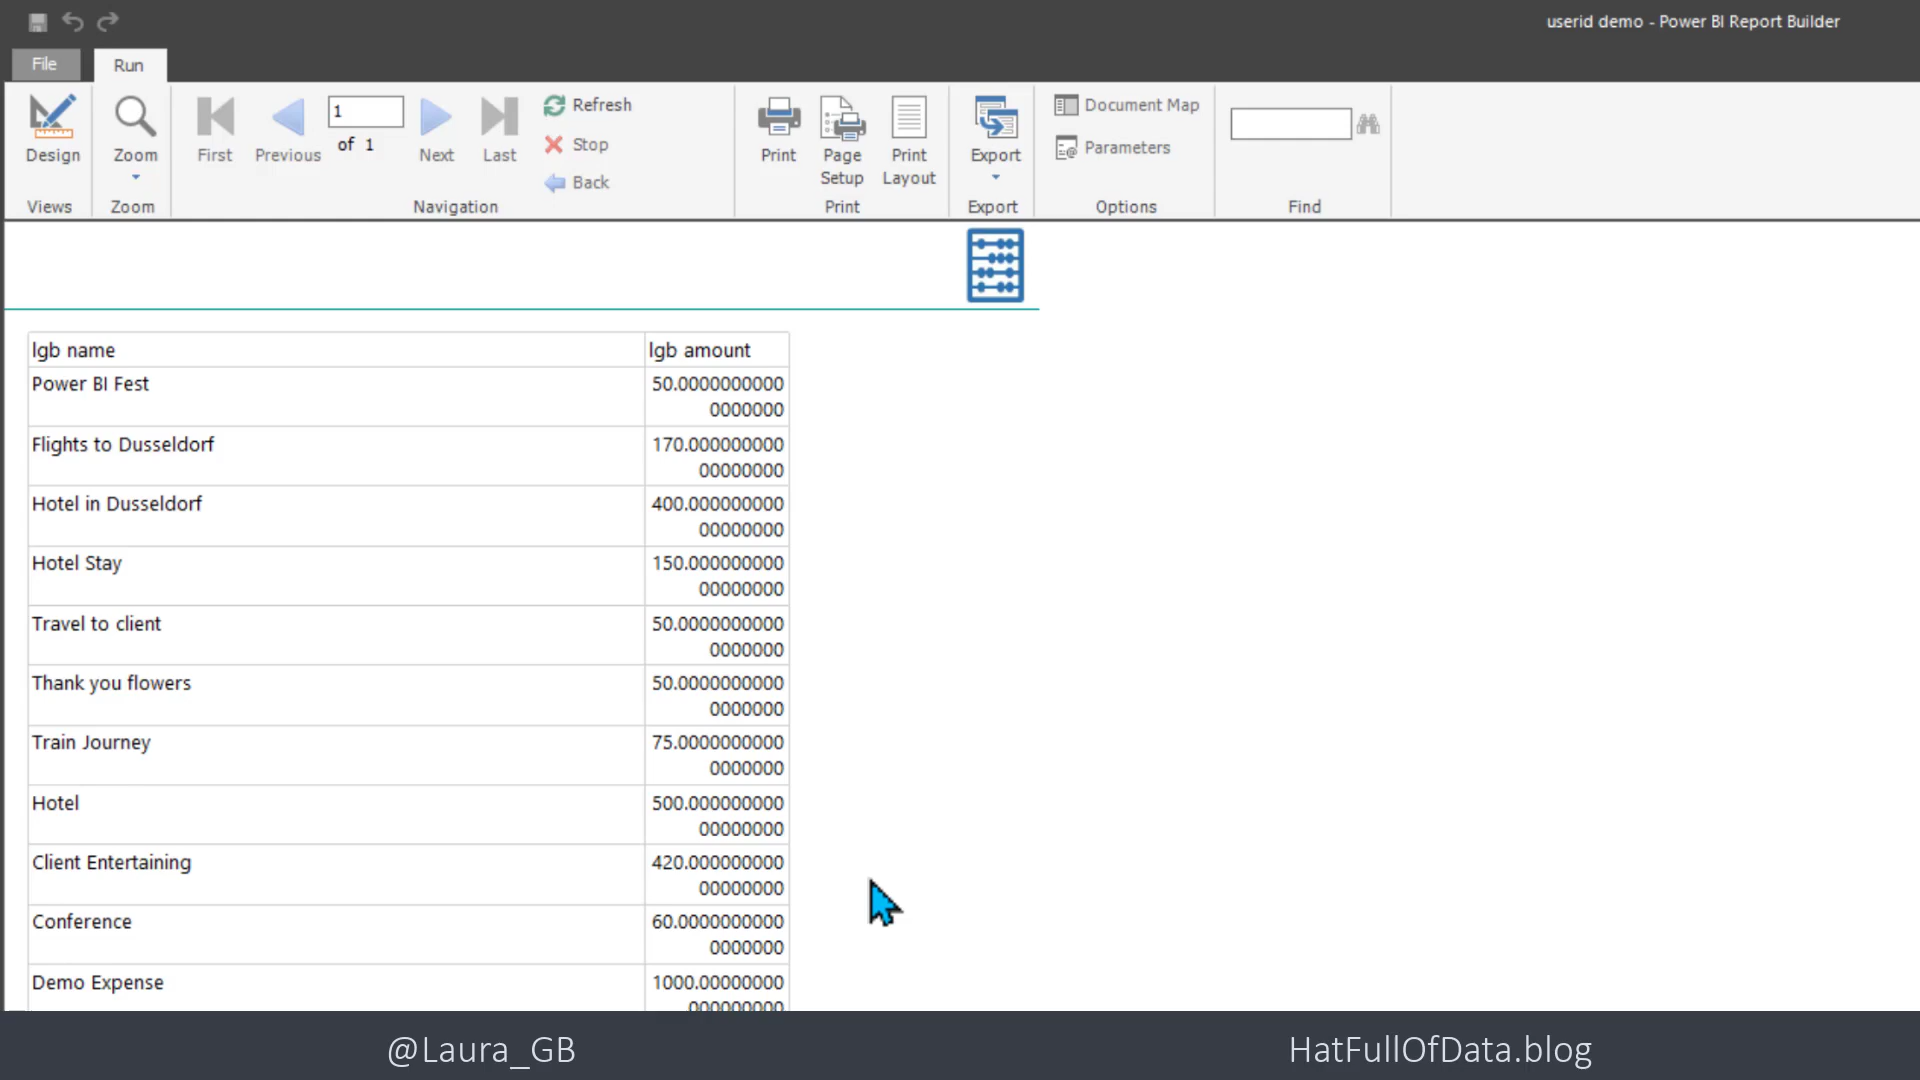 userid demo - Power BI Report Builder
File Run
Design
Views
Zoom
Zoom
First Previous 1 of 1 Next Last
Refresh
Stop
Back
Navigation
Print Page Setup Print Layout
Print
Export
Export
Document Map
Parameters
Options
Find
lgb name lgb amount
Power BI Fest 50.0000000000
0000000
Flights to Dusseldorf 170.000000000
00000000
Hotel in Dusseldorf 400.000000000
00000000
Hotel Stay 150.000000000
00000000
Travel to client 50.0000000000
0000000
Thank you flowers 50.0000000000
0000000
Train Journey 75.0000000000
0000000
Hotel 500.000000000
00000000
Client Entertaining 420.000000000
00000000
Conference 60.0000000000
0000000
Demo Expense 1000.00000000
000000000
@Laura_GB HatFullOfData.blog